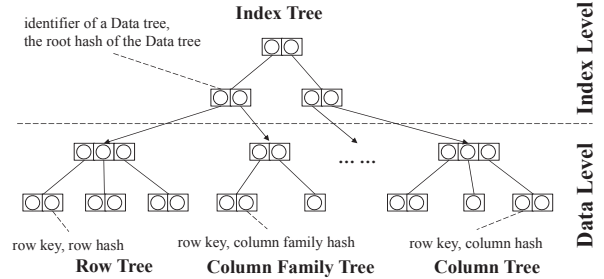 Index Tree
identifier of a Data tree,
the root hash of the Data tree
Index Level
... ...
Data Level
row key, row hash
row key, column family hash
row key, column hash
Row Tree
Column Family Tree
Column Tree